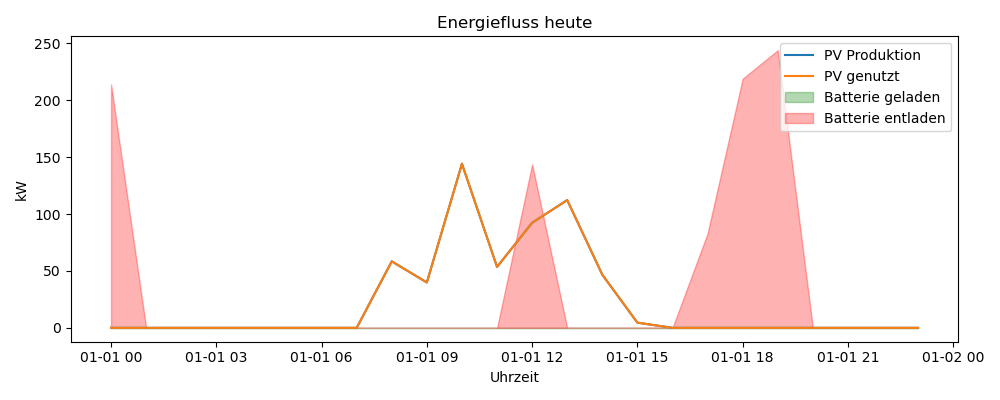 Energiefluss heute
PV Produktion
PV genutzt
Batterie geladen
Batterie entladen
250
200
150
100
50
0
kW
01-01 00 01-01 03 01-01 06 01-01 09 01-01 12 01-01 15 01-01 18 01-01 21 01-02 00
Uhrzeit